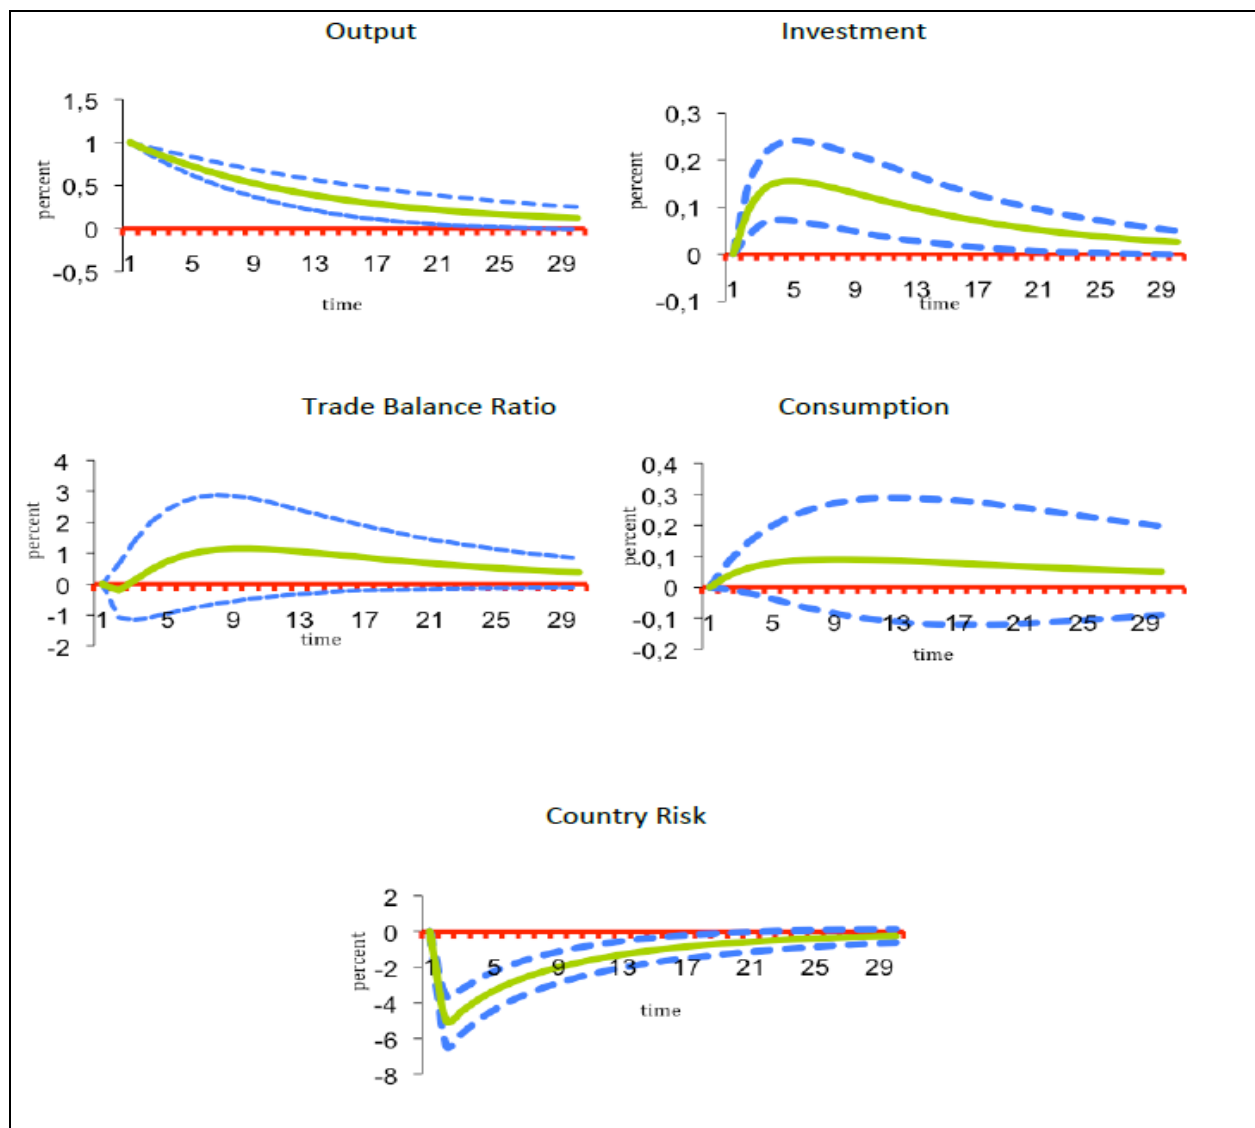 Output
1,5
1
0,5
0
-0,5
percent
1 5 9 13 17 21 25 29
time
Investment
0,3
0,2
0,1
0
-0,1
percent
1 5 9 13 17 21 25 29
time
Trade Balance Ratio
4
3
2
1
0
-1
-2
percent
1 5 9 13 17 21 25 29
time
Consumption
0,4
0,3
0,2
0,1
0
-0,1
-0,2
percent
1 5 9 13 17 21 25 29
time
Country Risk
2
0
-2
-4
-6
-8
percent
1 5 9 13 17 21 25 29
time